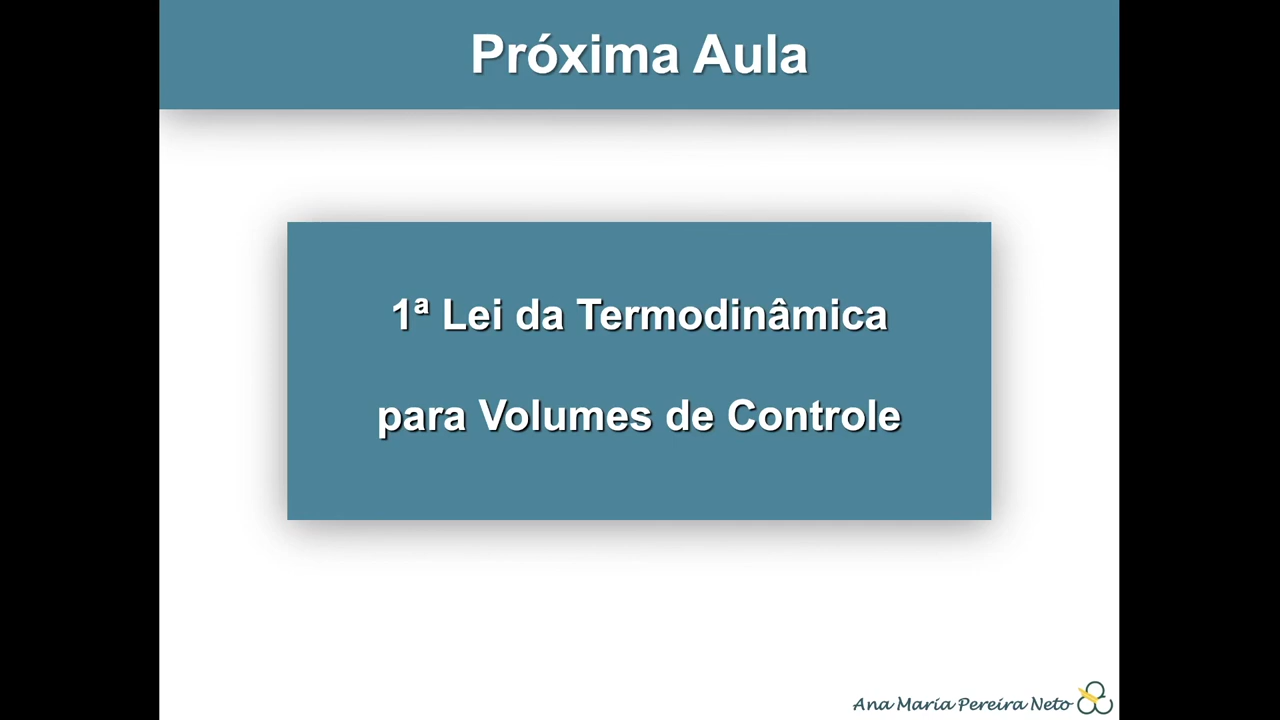 Próxima Aula
1ª Lei da Termodinâmica
para Volumes de Controle
Ana Maria Pereira Neto